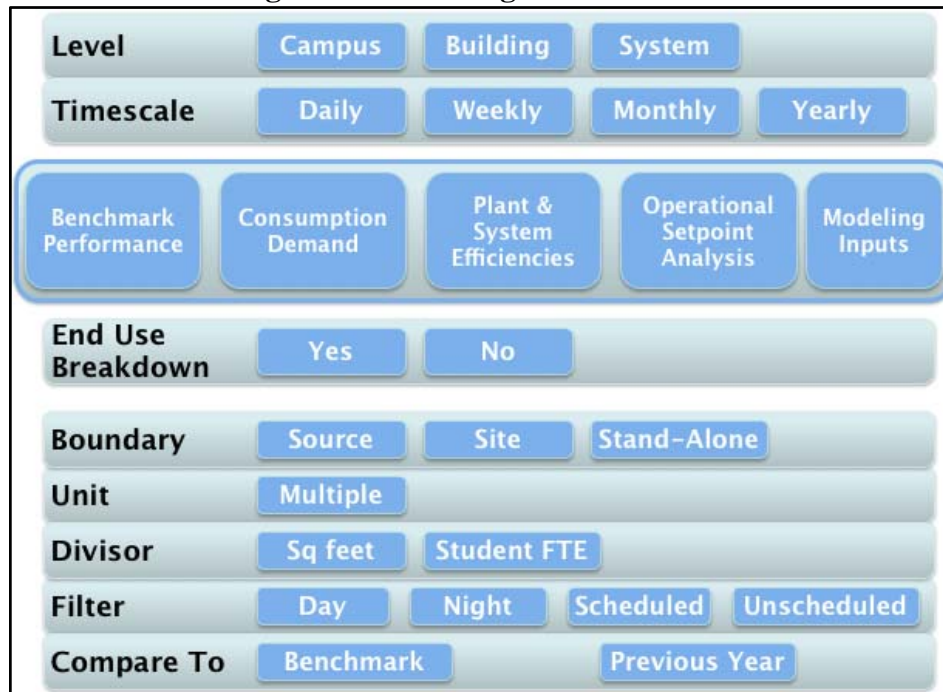 Level Campus Building System
Timescale Daily Weekly Monthly Yearly
Benchmark
Performance
Consumption
Demand
Plant &
System
Efficiencies
Operational
Setpoint
Analysis
Modeling
Inputs
End Use
Breakdown
Yes No
Boundary Source Site Stand-Alone
Unit Multiple
Divisor Sq feet Student FTE
Filter Day Night Scheduled Unscheduled
Compare To Benchmark Previous Year